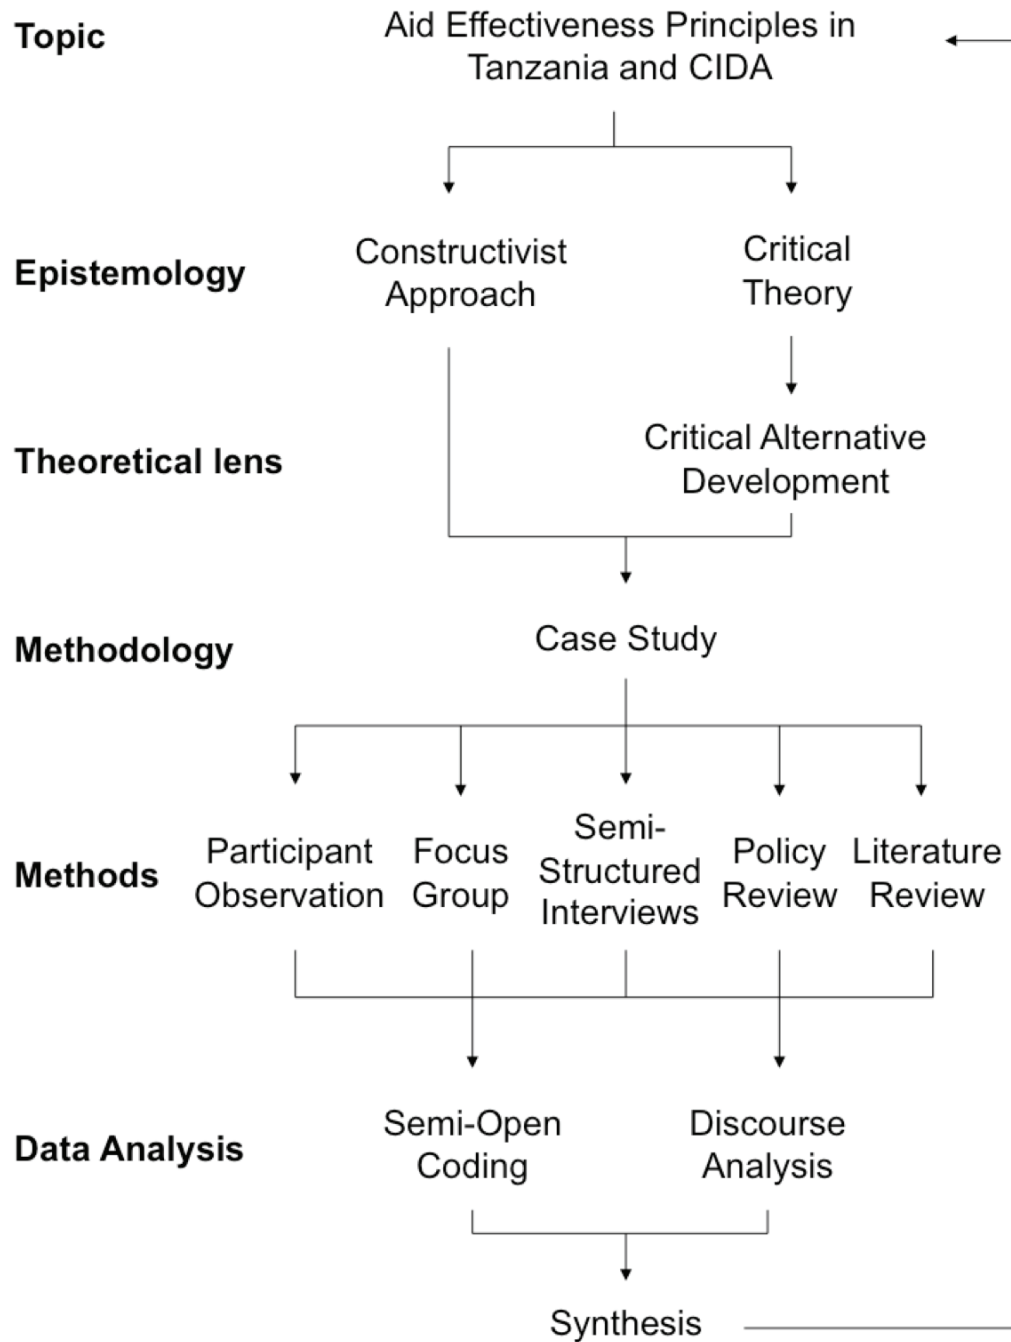 Topic
Aid Effectiveness Principles in
Tanzania and CIDA
Epistemology
Constructivist
Approach
Critical
Theory
Theoretical lens
Critical Alternative
Development
Methodology
Case Study
Methods
Participant
Observation
Focus
Group
Semi-
Structured
Interviews
Policy
Review
Literature
Review
Data Analysis
Semi-Open
Coding
Discourse
Analysis
Synthesis